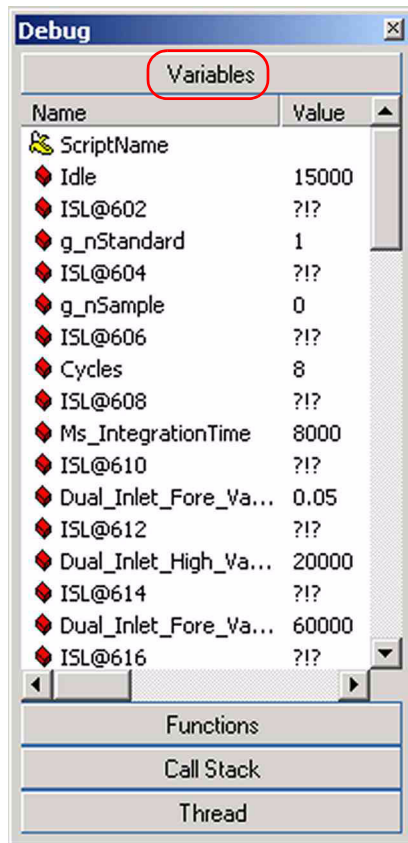 Debug
Variables
Name Value
ScriptName
Idle 15000
ISL@602 ?!?
g_nStandard 1
ISL@604 ?!?
g_nSample 0
ISL@606 ?!?
Cycles 8
ISL@608 ?!?
Ms_IntegrationTime 8000
ISL@610 ?!?
Dual_Inlet_Fore_Va... 0.05
ISL@612 ?!?
Dual_Inlet_High_Va... 20000
ISL@614 ?!?
Dual_Inlet_Fore_Va... 60000
ISL@616 ?!?
Functions
Call Stack
Thread